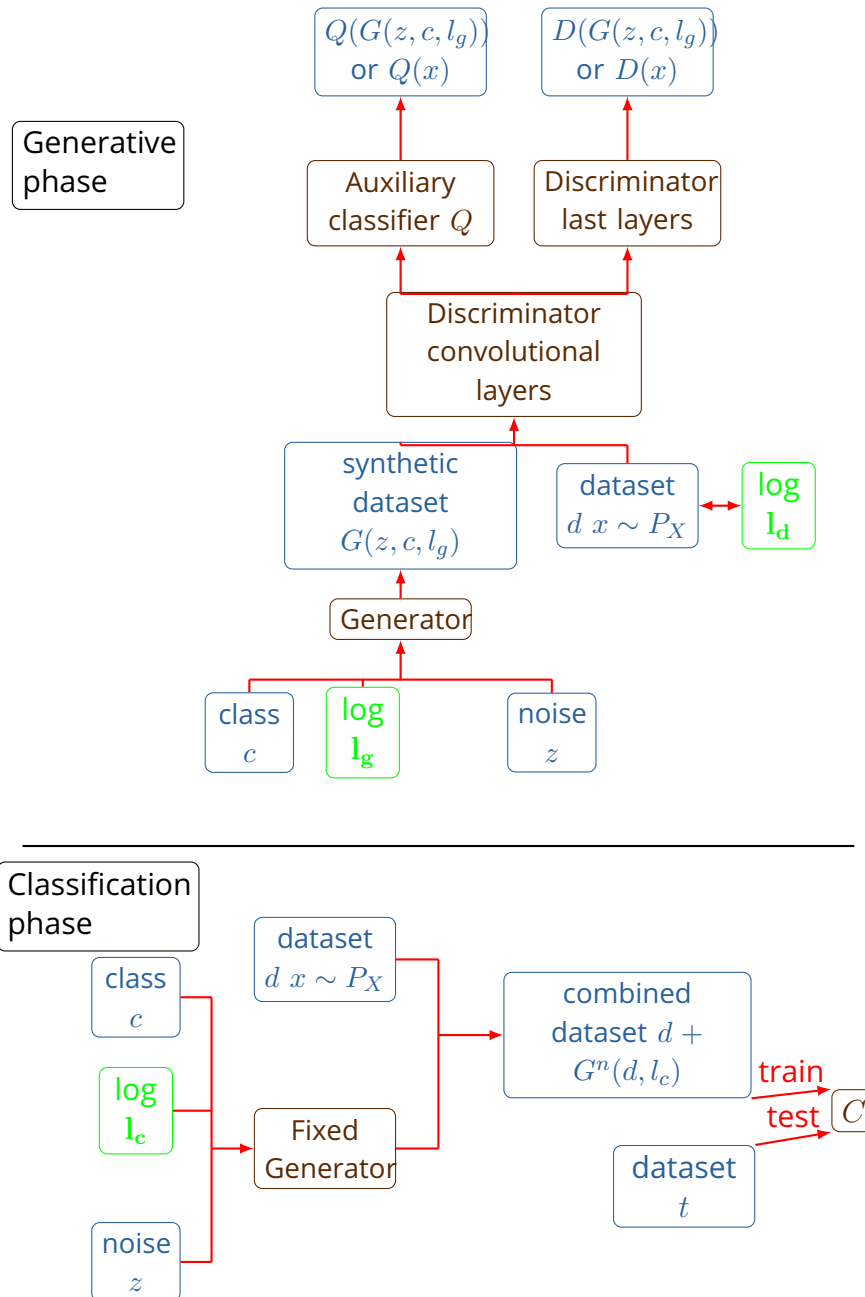 Q(G(z, c, l_g))
or Q(x)
D(G(z, c, l_g))
or D(x)
Generative
phase
Auxiliary
classifier Q
Discriminator
last layers
Discriminator
convolutional
layers
synthetic
dataset
G(z, c, l_g)
dataset
d x ∼ P_X
log
l_d
Generator
class
c
log
l_g
noise
z
Classification
phase
dataset
d x ∼ P_X
class
c
combined
dataset d +
G^n(d, l_c)
train
log
l_c
test
C
Fixed
Generator
dataset
t
noise
z